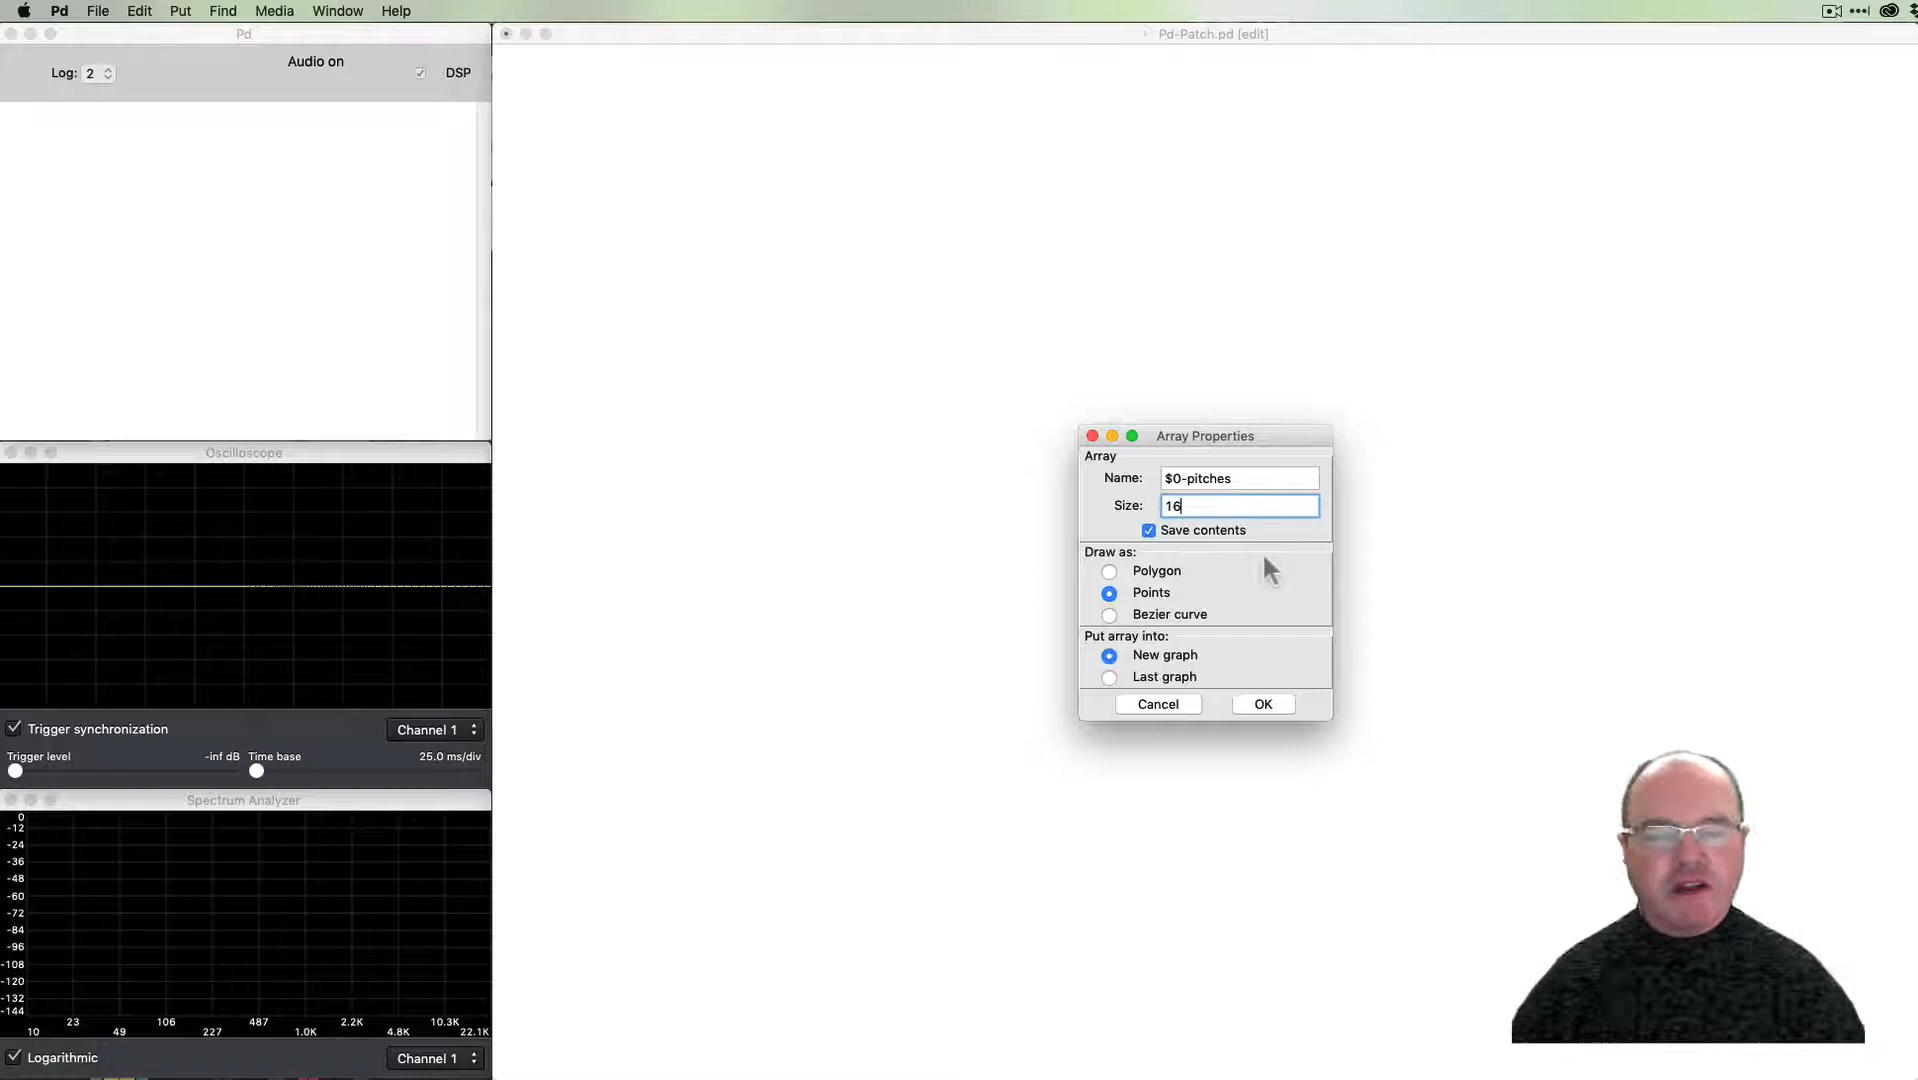 Pd File Edit Put Find Media Window Help
Pd
Pd-Patch.pd [edit]
Audio on
Log: 2
DSP
Array Properties
Array
Name: $0-pitches
Size: 16
Save contents
Draw as:
Polygon
Points
Bezier curve
Put array into:
New graph
Last graph
Cancel OK
Oscilloscope
Trigger synchronization Channel 1
Trigger level -inf dB Time base 25.0 ms/div
Spectrum Analyzer
0
-12
-24
-36
-48
-60
-72
-84
-96
-108
-120
-132
-144
23 106 487 2.2K 10.3K
10 49 227 1.0K 4.8K 22.1K
Logarithmic Channel 1